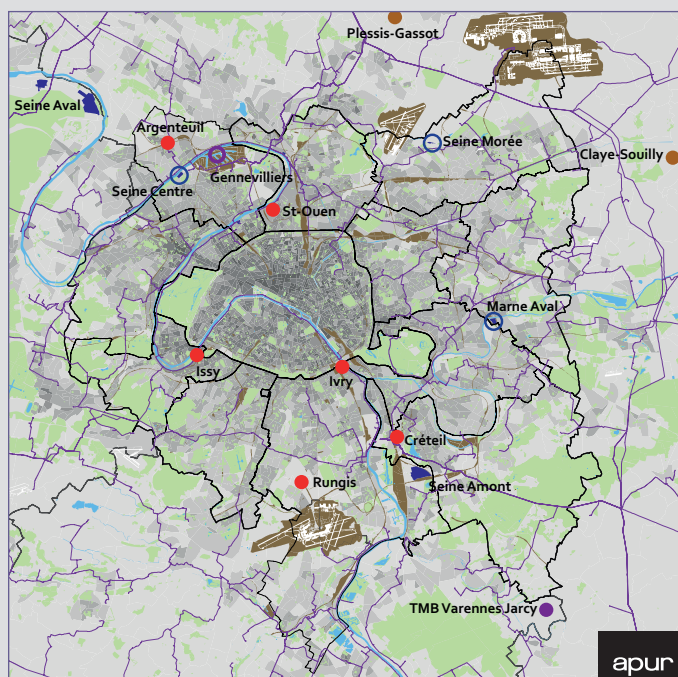 Plessis-Gassot
Seine Aval
Argenteuil
Seine Morée
Claye-Souilly
Gennevilliers
Seine Centre
St-Ouen
Marne Aval
Issy
Ivry
Créteil
Rungis
Seine Amont
TMB Varennes Jarcy
apur